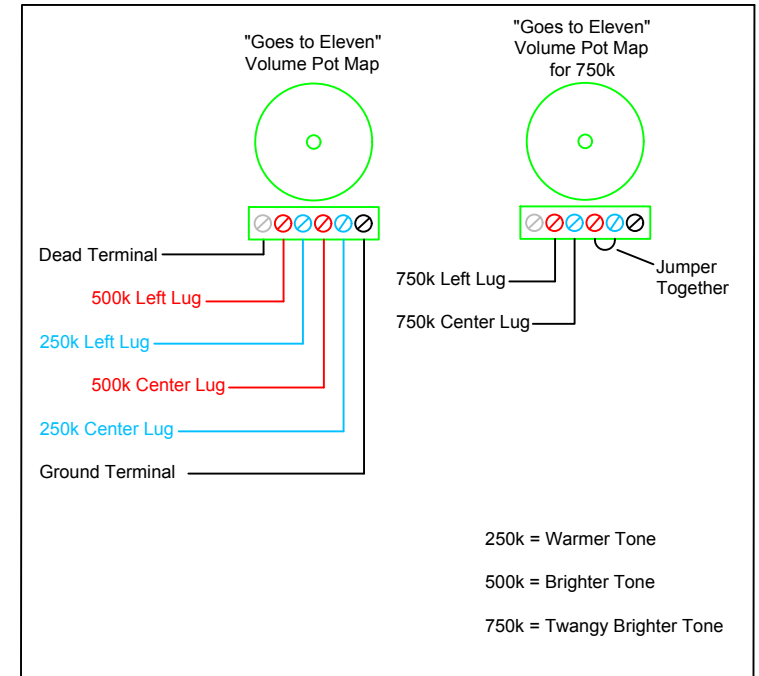 "Goes to Eleven"
Volume Pot Map
"Goes to Eleven"
Volume Pot Map
for 750k
Dead Terminal
500k Left Lug
250k Left Lug
500k Center Lug
250k Center Lug
Ground Terminal
750k Left Lug
750k Center Lug
Jumper
Together
250k = Warmer Tone
500k = Brighter Tone
750k = Twangy Brighter Tone